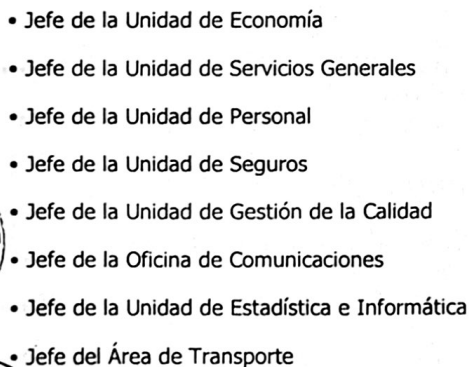 • Jefe de la Unidad de Economía
• Jefe de la Unidad de Servicios Generales
• Jefe de la Unidad de Personal
• Jefe de la Unidad de Seguros
• Jefe de la Unidad de Gestión de la Calidad
• Jefe de la Oficina de Comunicaciones
• Jefe de la Unidad de Estadística e Informática
• Jefe del Área de Transporte